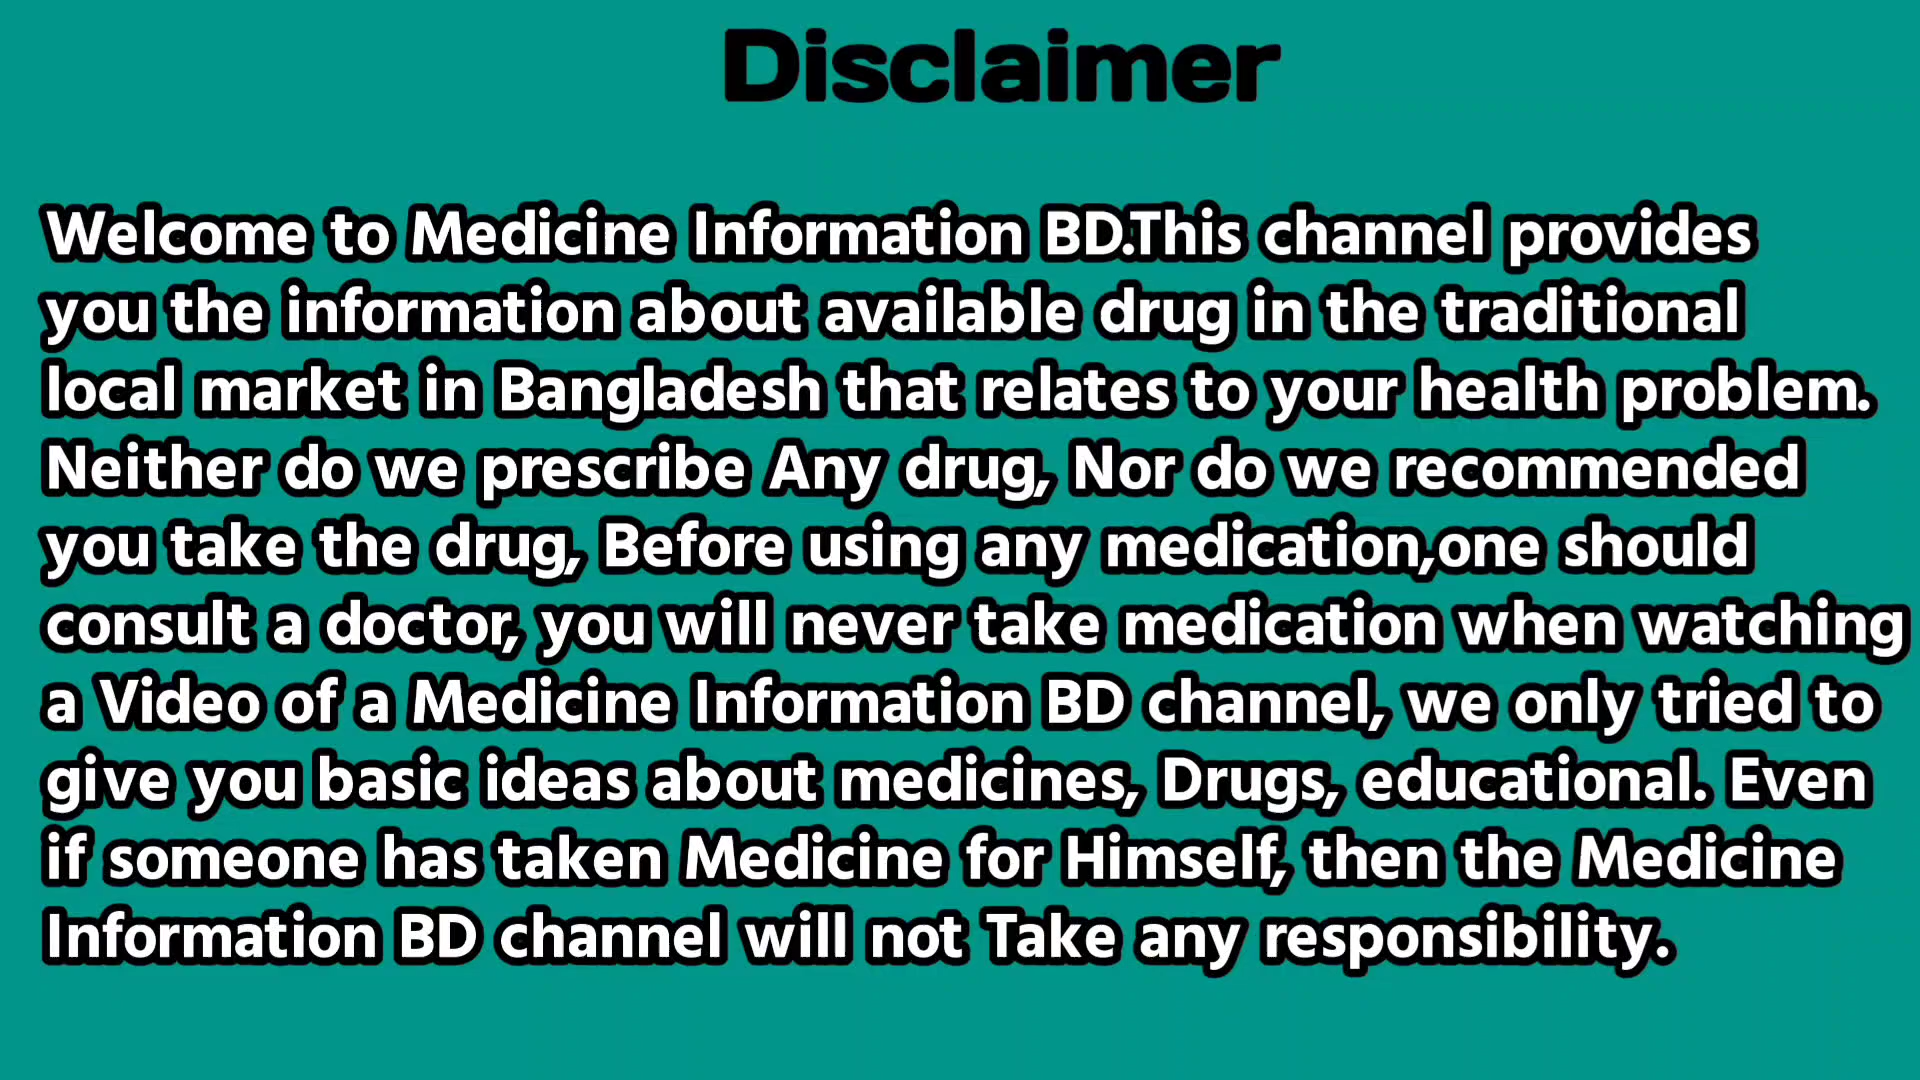 Disclaimer
Welcome to Medicine Information BD.This channel provides
you the information about available drug in the traditional
local market in Bangladesh that relates to your health problem.
Neither do we prescribe Any drug, Nor do we recommended
you take the drug, Before using any medication,one should
consult a doctor, you will never take medication when watching
a Video of a Medicine Information BD channel, we only tried to
give you basic ideas about medicines, Drugs, educational. Even
if someone has taken Medicine for Himself, then the Medicine
Information BD channel will not Take any responsibility.